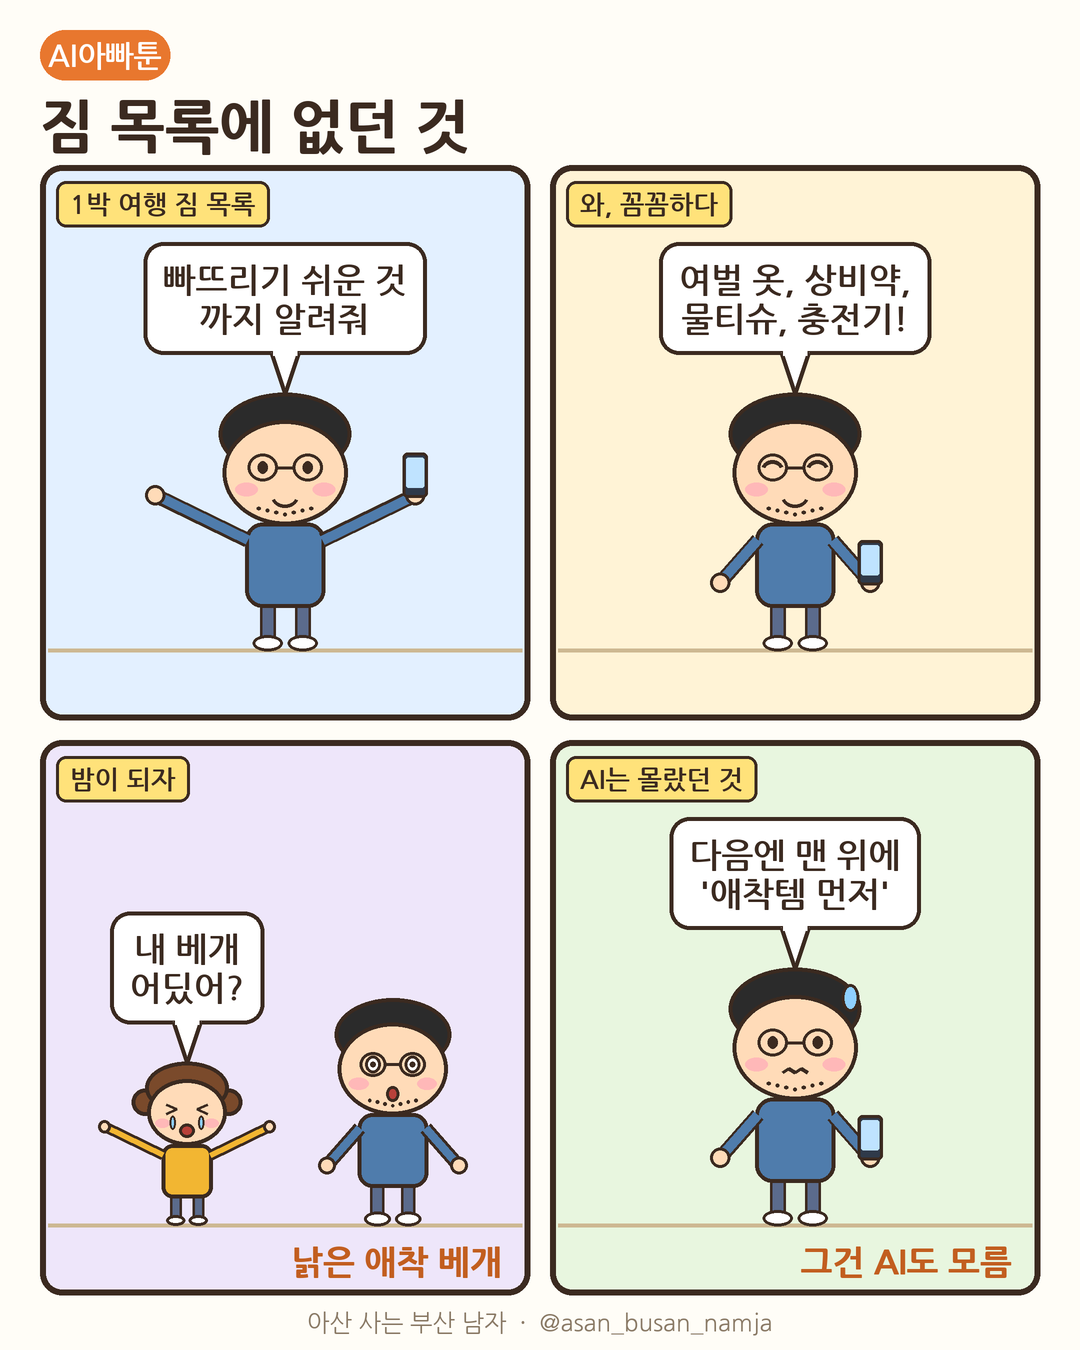 AI아빠툰
짐 목록에 없던 것
1박 여행 짐 목록
빠뜨리기 쉬운 것
까지 알려줘
와, 꼼꼼하다
여벌 옷, 상비약,
물티슈, 충전기!
밤이 되자
내 베개
어딨어?
낡은 애착 베개
AI는 몰랐던 것
다음엔 맨 위에
'애착템 먼저'
그건 AI도 모름
아산 사는 부산 남자 · @asan_busan_namja